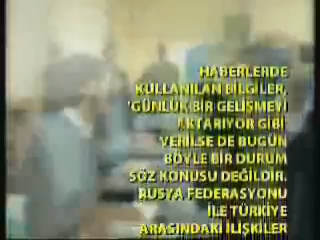 HABERLERDE
KULLANILAN BİLGİLER,
'GÜNLÜK BİR GELİŞMEYİ
AKTARIYOR GİBİ'
VERİLSE DE BUGÜN
BÖYLE BİR DURUM
SÖZ KONUSU DEĞİLDİR.
RUSYA FEDERASYONU
İLE TÜRKİYE
ARASINDAKİ İLİŞKİLER